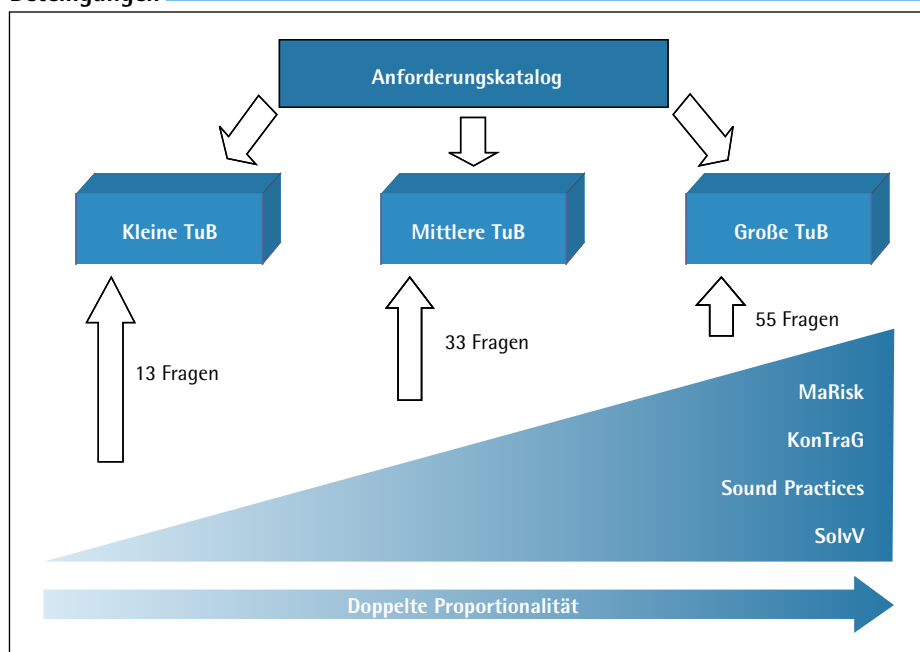 Beteiligungen
Anforderungskatalog
Kleine TuB
Mittlere TuB
Große TuB
13 Fragen
33 Fragen
55 Fragen
MaRisk
KonTraG
Sound Practices
SolvV
Doppelte Proportionalität